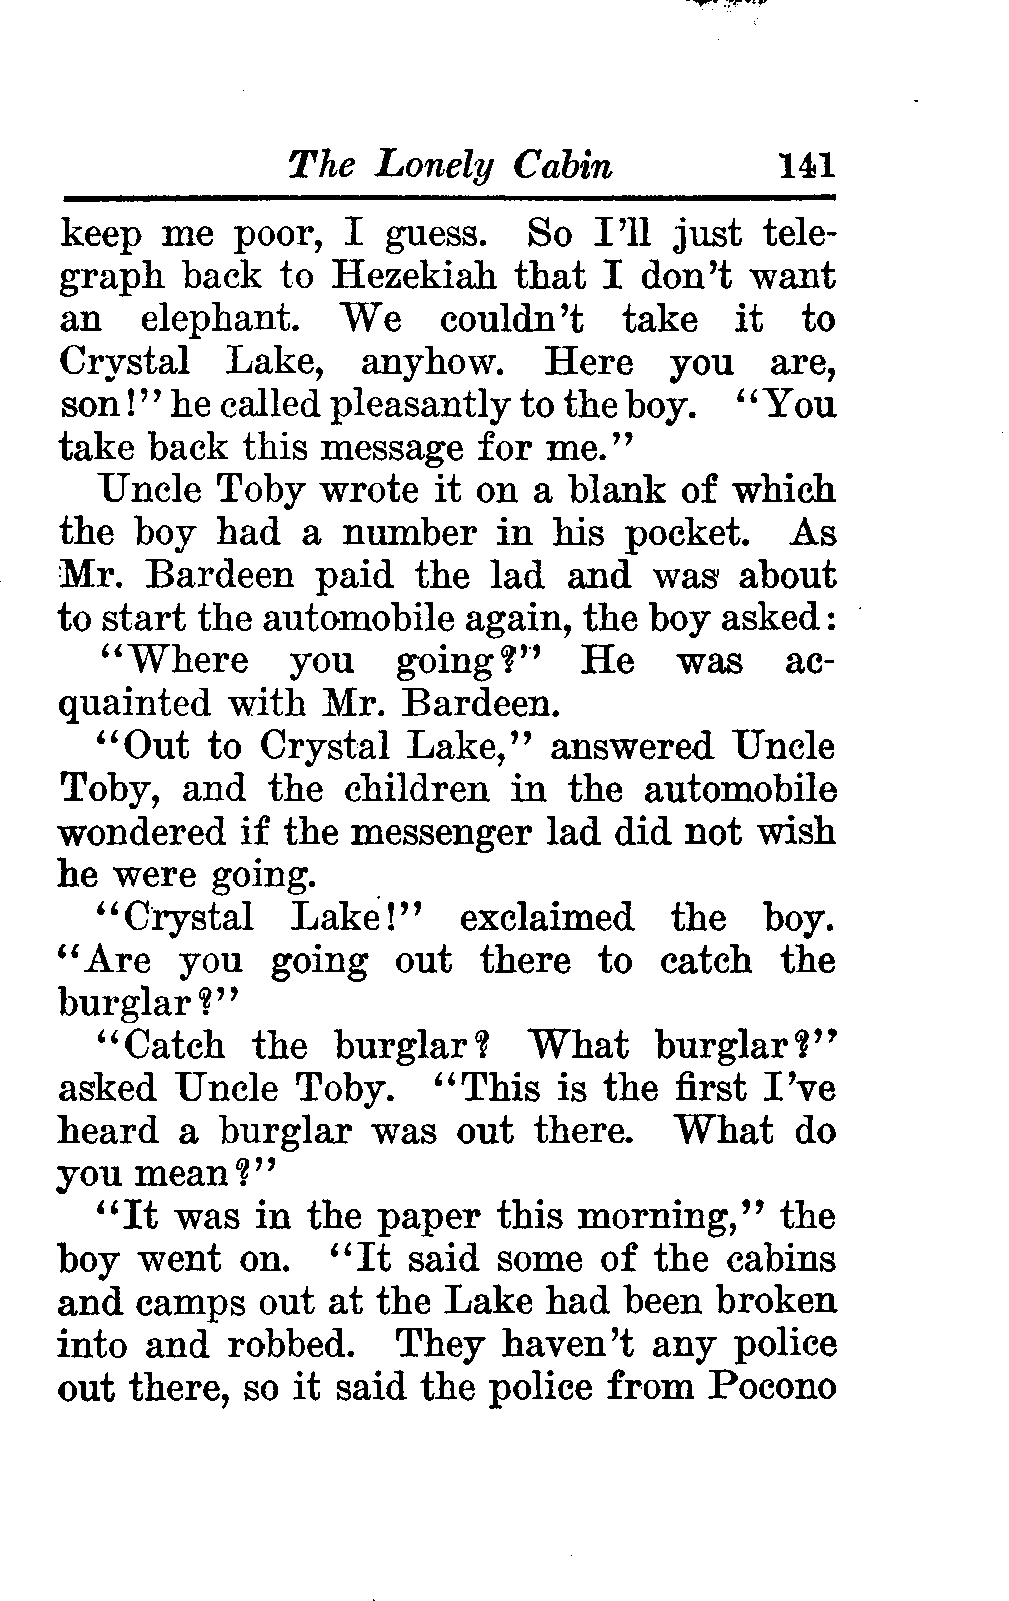 The Lonely Cabin 141
keep me poor, I guess. So I'll just tele-
graph back to Hezekiah that I don't want
an elephant. We couldn't take it to
Crystal Lake, anyhow. Here you are,
son!" he called pleasantly to the boy. "You
take back this message for me."
Uncle Toby wrote it on a blank of which
the boy had a number in his pocket. As
Mr. Bardeen paid the lad and was about
to start the automobile again, the boy asked:
"Where you going?" He was ac-
quainted with Mr. Bardeen.
"Out to Crystal Lake," answered Uncle
Toby, and the children in the automobile
wondered if the messenger lad did not wish
he were going.
"Crystal Lake!" exclaimed the boy.
"Are you going out there to catch the
burglar?"
"Catch the burglar? What burglar?"
asked Uncle Toby. "This is the first I've
heard a burglar was out there. What do
you mean?"
"It was in the paper this morning," the
boy went on. "It said some of the cabins
and camps out at the Lake had been broken
into and robbed. They haven't any police
out there, so it said the police from Pocono